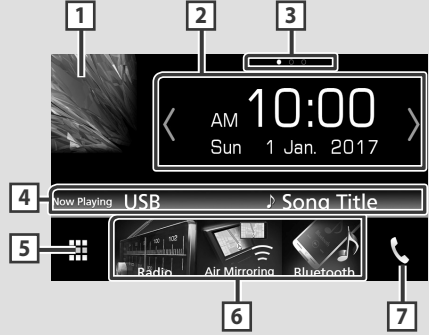 1
2
3
AM 10:00
Sun 1 Jan. 2017
4
Now Playing USB ♪ Song Title
5
Radio
Air Mirroring
Bluetooth
6
7